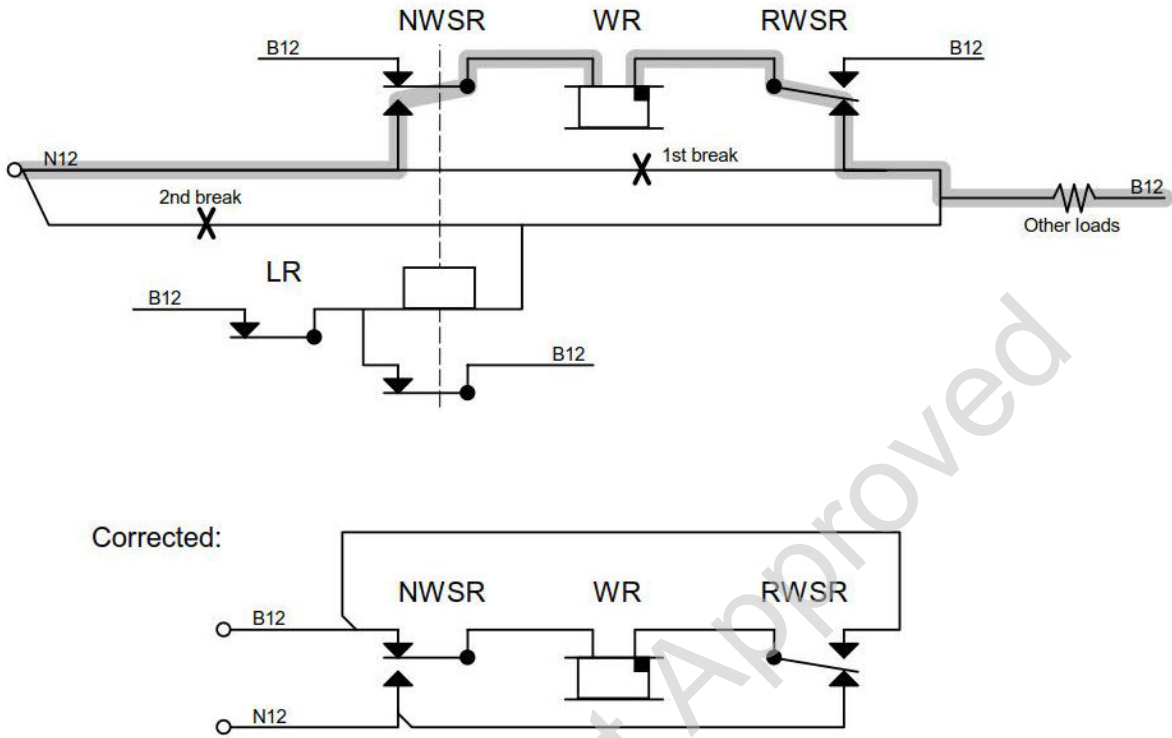 NWSR WR RWSR
B12 B12
N12 1st break
B12
2nd break
Other loads
LR
B12
B12
Corrected:
NWSR WR RWSR
B12
N12
t Approved